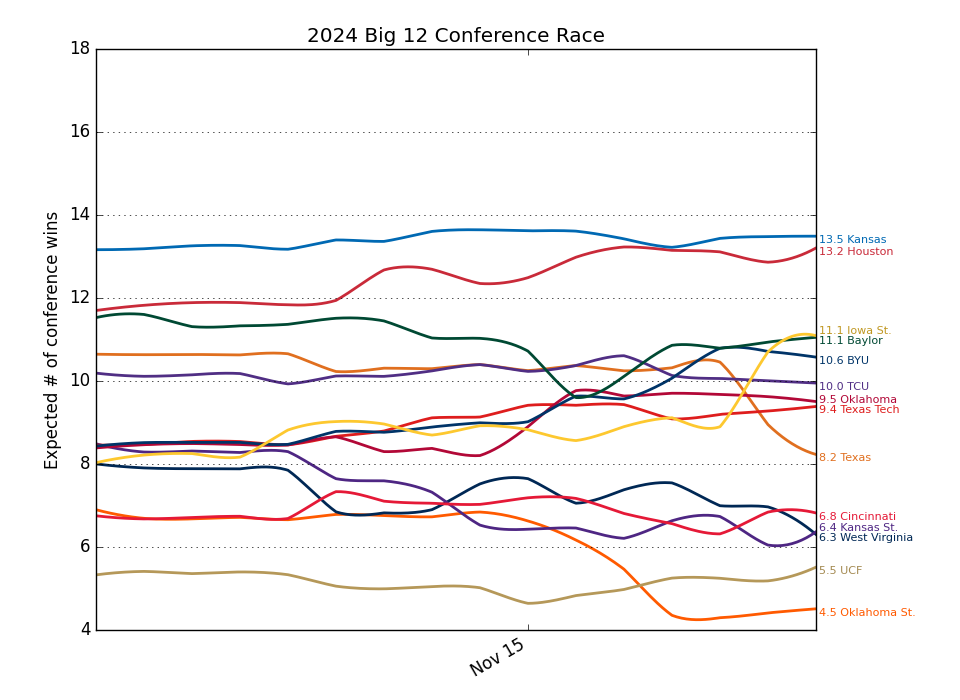 2024 Big 12 Conference Race
Expected # of conference wins
18
16
14
12
10
8
6
4
Nov 15
13.5 Kansas
13.2 Houston
11.1 Iowa St.
11.1 Baylor
10.6 BYU
10.0 TCU
9.5 Oklahoma
9.4 Texas Tech
8.2 Texas
6.8 Cincinnati
6.4 Kansas St.
6.3 West Virginia
5.5 UCF
4.5 Oklahoma St.